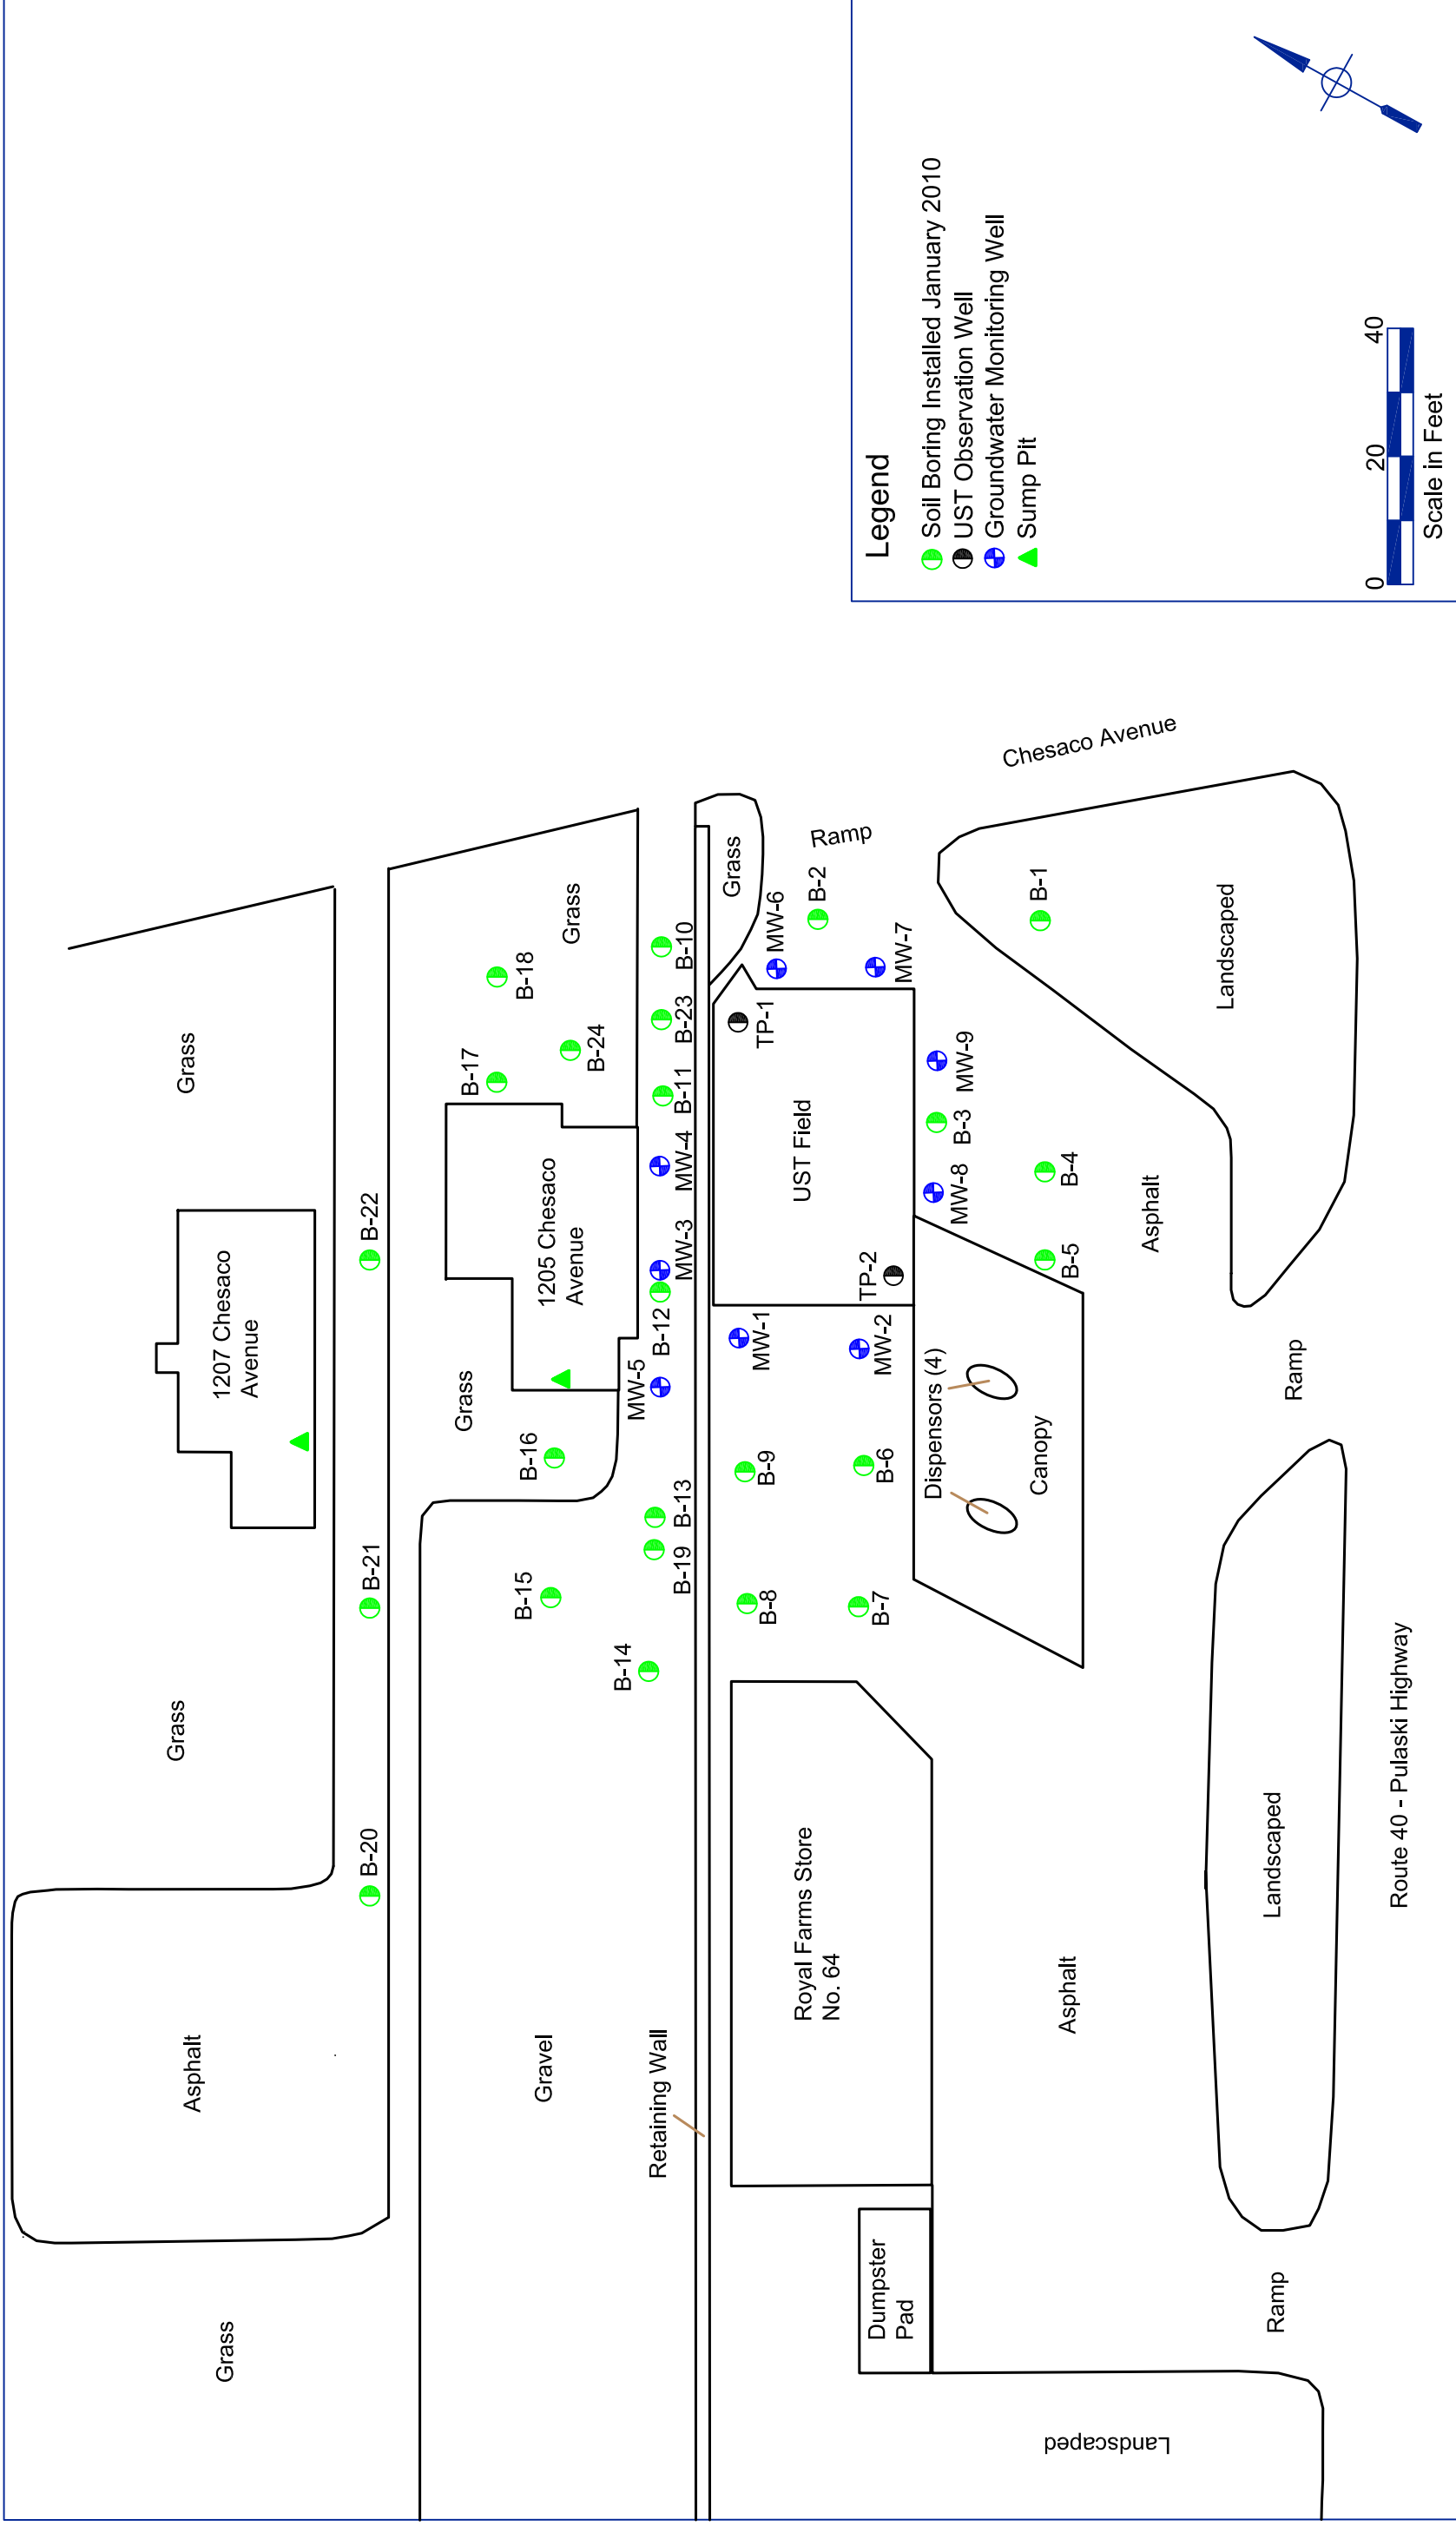 Grass
Asphalt
Grass
Grass
1207 Chesaco
Avenue
B-20
B-21
B-22
Gravel
Grass
1205 Chesaco
Avenue
B-17
B-18
B-24
Grass
B-15
B-16
B-14
B-19
B-13
MW-5
B-12
MW-3
MW-4
B-11
B-23
B-10
Retaining Wall
Grass
Royal Farms Store
No. 64
B-8
B-9
MW-1
UST Field
TP-1
MW-6
B-2
Ramp
B-7
B-6
MW-2
TP-2
MW-7
Dumpster
Pad
Dispensors (4)
Canopy
MW-8
B-3
MW-9
B-5
B-4
B-1
Chesaco Avenue
Landscaped
Asphalt
Asphalt
Landscaped
Ramp
Landscaped
Ramp
Route 40 - Pulaski Highway
Legend
Soil Boring Installed January 2010
UST Observation Well
Groundwater Monitoring Well
Sump Pit
0 20 40
Scale in Feet